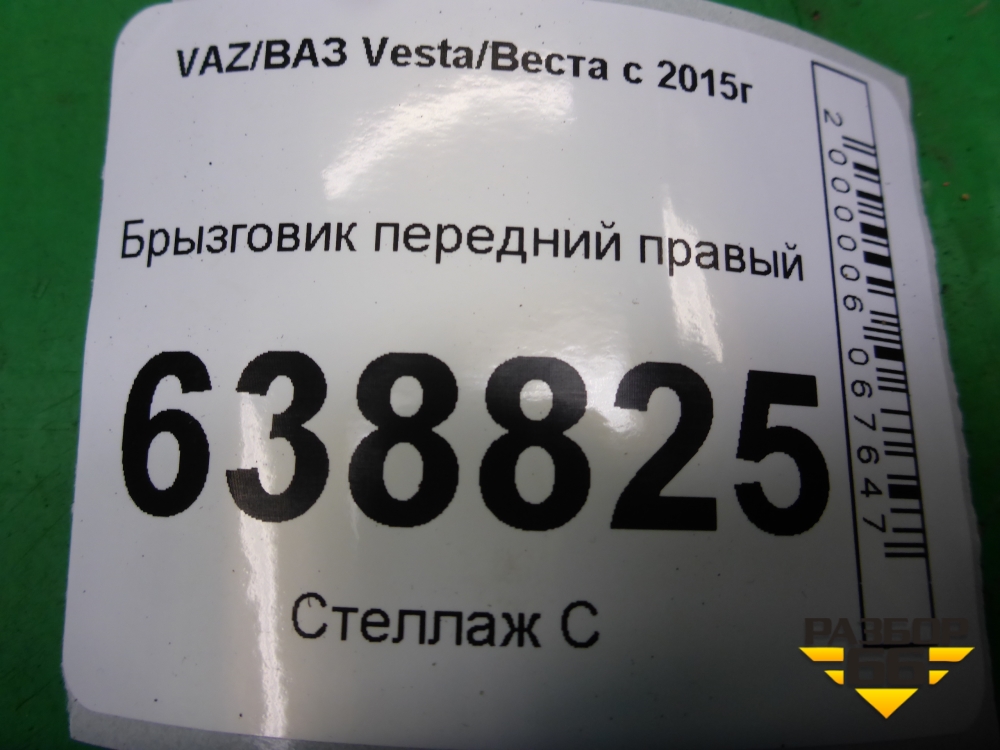 VAZ/ВАЗ Vesta/Веста с 2015г
Брызговик передний правый
638825
Стеллаж С
2000006067647
РАЗБОР
66